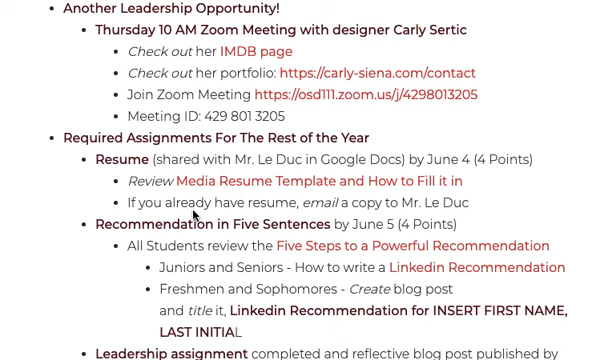 Another Leadership Opportunity!
Thursday 10 AM Zoom Meeting with designer Carly Sertic
Check out her IMDB page
Check out her portfolio: https://carly-siena.com/contact
Join Zoom Meeting https://osd111.zoom.us/j/4298013205
Meeting ID: 429 801 3205
Required Assignments For The Rest of the Year
Resume (shared with Mr. Le Duc in Google Docs) by June 4 (4 Points)
Review Media Resume Template and How to Fill it in
If you already have resume, email a copy to Mr. Le Duc
Recommendation in Five Sentences by June 5 (4 Points)
All Students review the Five Steps to a Powerful Recommendation
Juniors and Seniors - How to write a Linkedin Recommendation
Freshmen and Sophomores - Create blog post
and title it, Linkedin Recommendation for INSERT FIRST NAME,
LAST INITIAL
Leadership assignment completed and reflective blog post published by